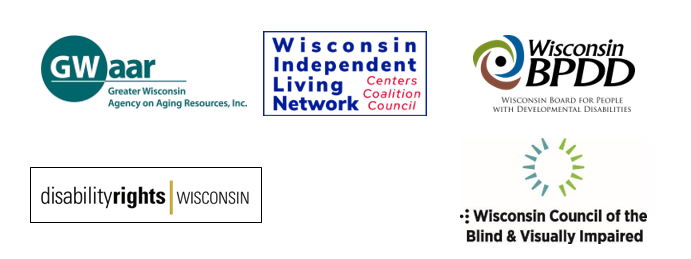 GWaar
Greater Wisconsin
Agency on Aging Resources, Inc.
Wisconsin
Independent
Living
Network
Centers
Coalition
Council
Wisconsin
BPDD
Wisconsin Board for People
with Developmental Disabilities
disabilityrights | WISCONSIN
Wisconsin Council of the
Blind & Visually Impaired